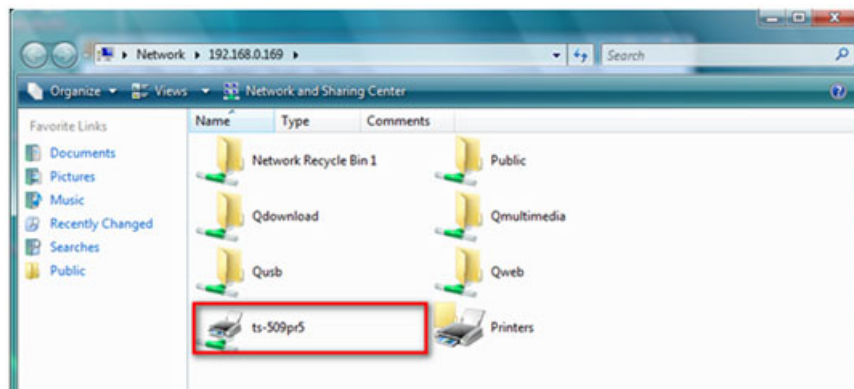 Network 192.168.0.169
Search
Organize Views Network and Sharing Center
Favorite Links
Documents
Pictures
Music
Recently Changed
Searches
Public
Name Type Comments
Network Recycle Bin 1 Public
Qdownload Qmultimedia
Qusb Qweb
ts-509pr5 Printers